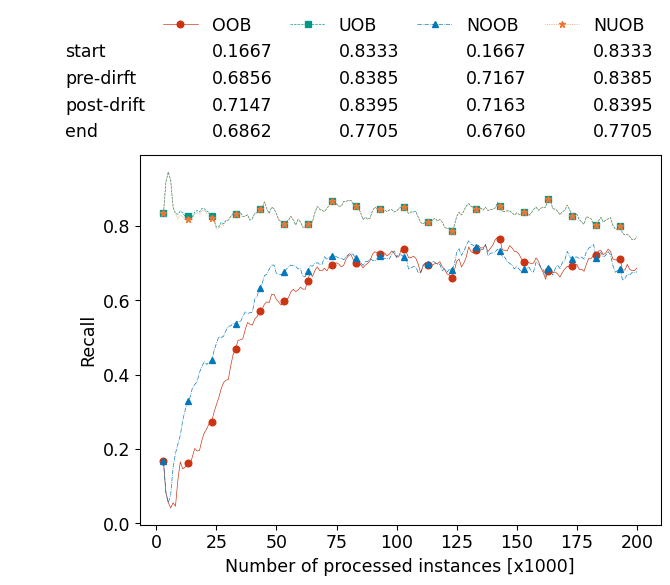 OOB UOB NOOB NUOB
start 0.1667 0.8333 0.1667 0.8333
pre-dirft 0.6856 0.8385 0.7167 0.8385
post-drift 0.7147 0.8395 0.7163 0.8395
end 0.6862 0.7705 0.6760 0.7705
0.8
0.6
0.4
0.2
0.0
Recall
0 25 50 75 100 125 150 175 200
Number of processed instances [x1000]